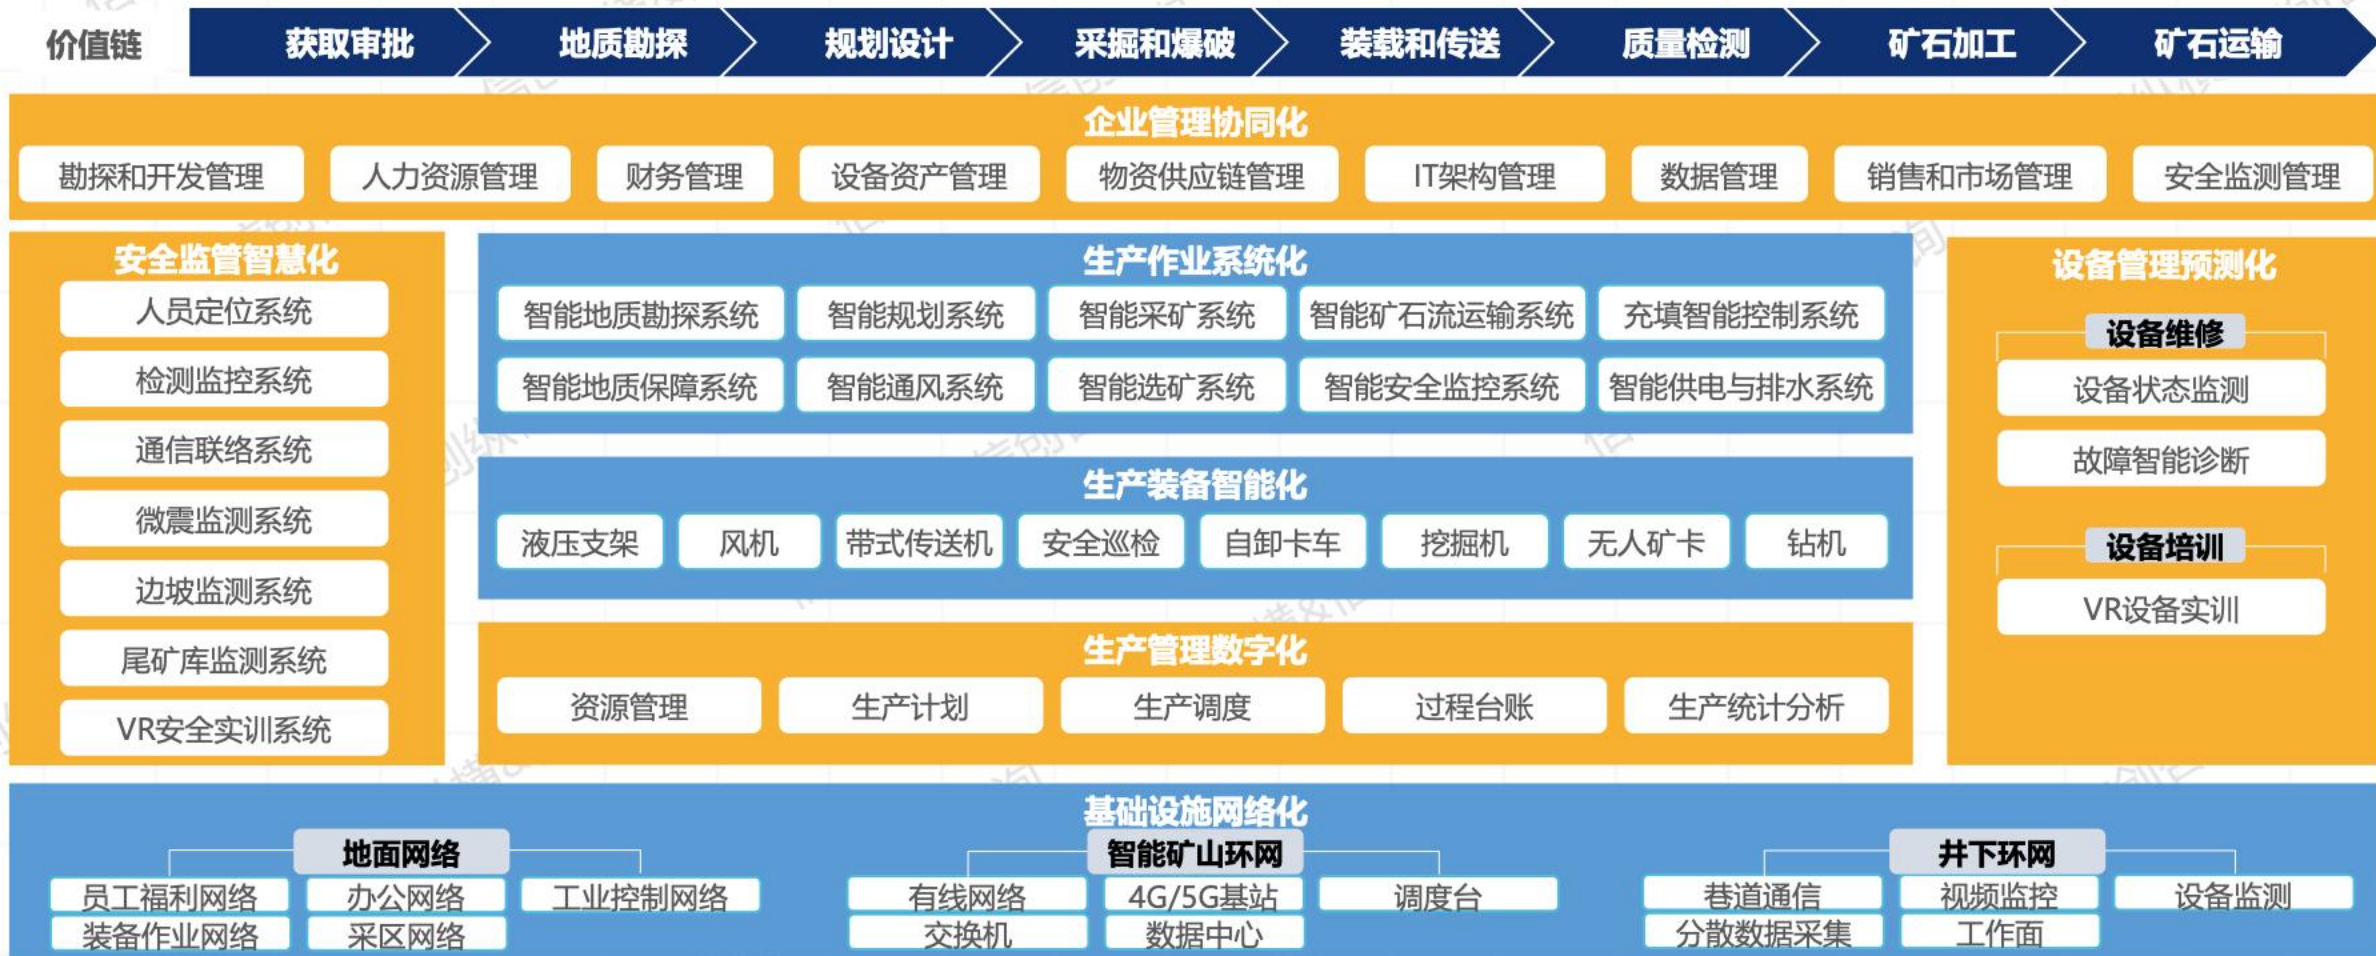 价值链 获取审批 地质勘探 规划设计 采掘和爆破 装载和传送 质量检测 矿石加工 矿石运输
企业管理协同化
勘探和开发管理 人力资源管理 财务管理 设备资产管理 物资供应链管理 IT架构管理 数据管理 销售和市场管理 安全监测管理
安全监管智慧化
人员定位系统
检测监控系统
通信联络系统
微震监测系统
边坡监测系统
尾矿库监测系统
VR安全实训系统
生产作业系统化
智能地质勘探系统 智能规划系统 智能采矿系统 智能矿石流运输系统 充填智能控制系统
智能地质保障系统 智能通风系统 智能选矿系统 智能安全监控系统 智能供电与排水系统
生产装备智能化
液压支架 风机 带式传送机 安全巡检 自卸卡车 挖掘机 无人矿卡 钻机
生产管理数字化
资源管理 生产计划 生产调度 过程台账 生产统计分析
设备管理预测化
设备维修
设备状态监测
故障智能诊断
设备培训
VR设备实训
基础设施网络化
地面网络 智能矿山环网 井下环网
员工福利网络 办公网络 工业控制网络 有线网络 4G/5G基站 调度台 巷道通信 视频监控 设备监测
装备作业网络 采区网络 交换机 数据中心 分散数据采集 工作面